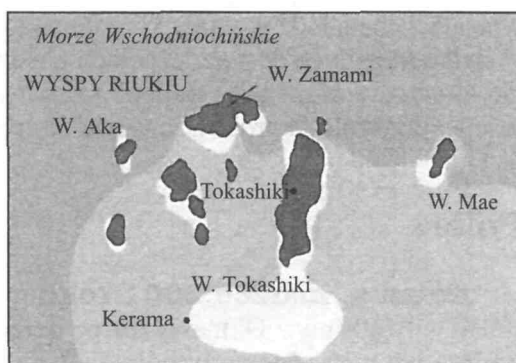 Morze Wschodniochińskie
WYSPY RIUKIU
W. Zamami
W. Aka
Tokashiki
W. Mae
W. Tokashiki
Kerama